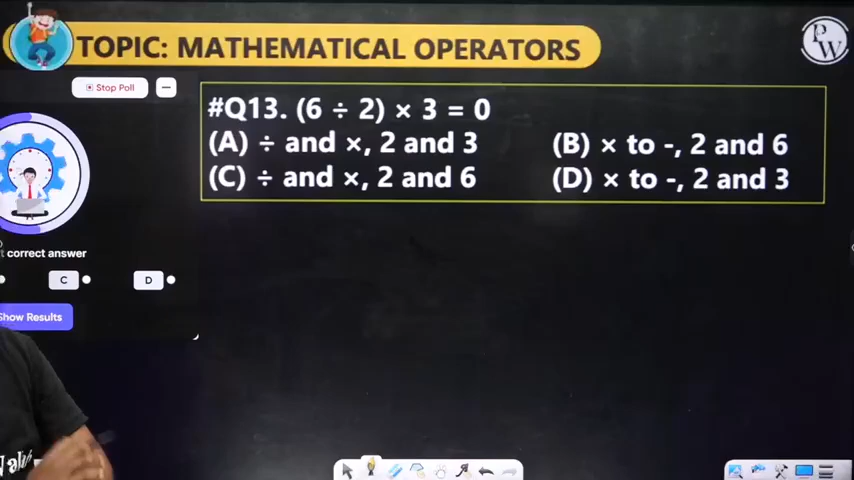 TOPIC: MATHEMATICAL OPERATORS
PW
Stop Poll
#Q13. (6 ÷ 2) × 3 = 0
(A) ÷ and ×, 2 and 3
(B) × to -, 2 and 6
(C) ÷ and ×, 2 and 6
(D) × to -, 2 and 3
correct answer
C
D
Show Results